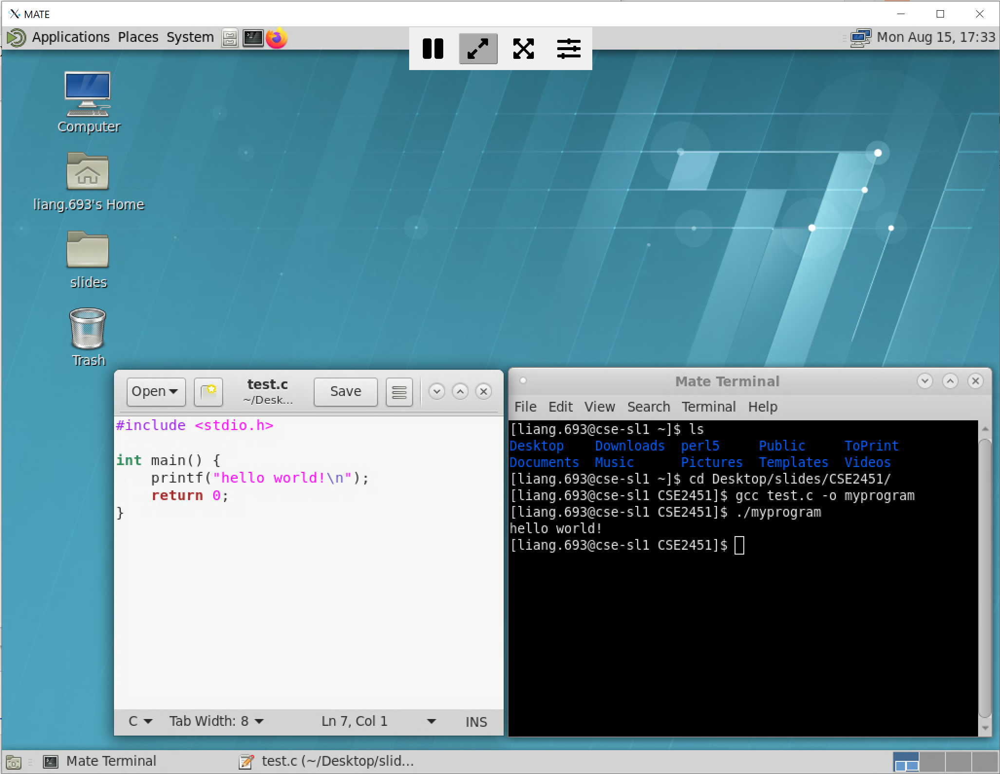 MATE
Applications Places System
Mon Aug 15, 17:33
Computer
liang.693's Home
slides
Trash
Open
test.c
~/Desk...
Save
#include <stdio.h>
int main() {
    printf("hello world!\n");
    return 0;
}
C
Tab Width: 8
Ln 7, Col 1
INS
Mate Terminal
File Edit View Search Terminal Help
[liang.693@cse-sl1 ~]$ ls
Desktop Downloads perl5 Public ToPrint
Documents Music Pictures Templates Videos
[liang.693@cse-sl1 ~]$ cd Desktop/slides/CSE2451/
[liang.693@cse-sl1 CSE2451]$ gcc test.c -o myprogram
[liang.693@cse-sl1 CSE2451]$ ./myprogram
hello world!
[liang.693@cse-sl1 CSE2451]$
Mate Terminal
test.c (~/Desktop/slid...